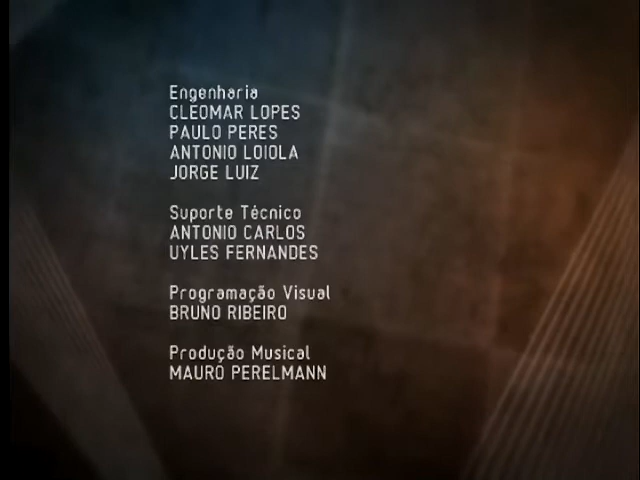 Engenharia
CLEOMAR LOPES
PAULO PERES
ANTONIO LOIOLA
JORGE LUIZ
Suporte Técnico
ANTONIO CARLOS
UYLES FERNANDES
Programação Visual
BRUNO RIBEIRO
Produção Musical
MAURO PERELMANN